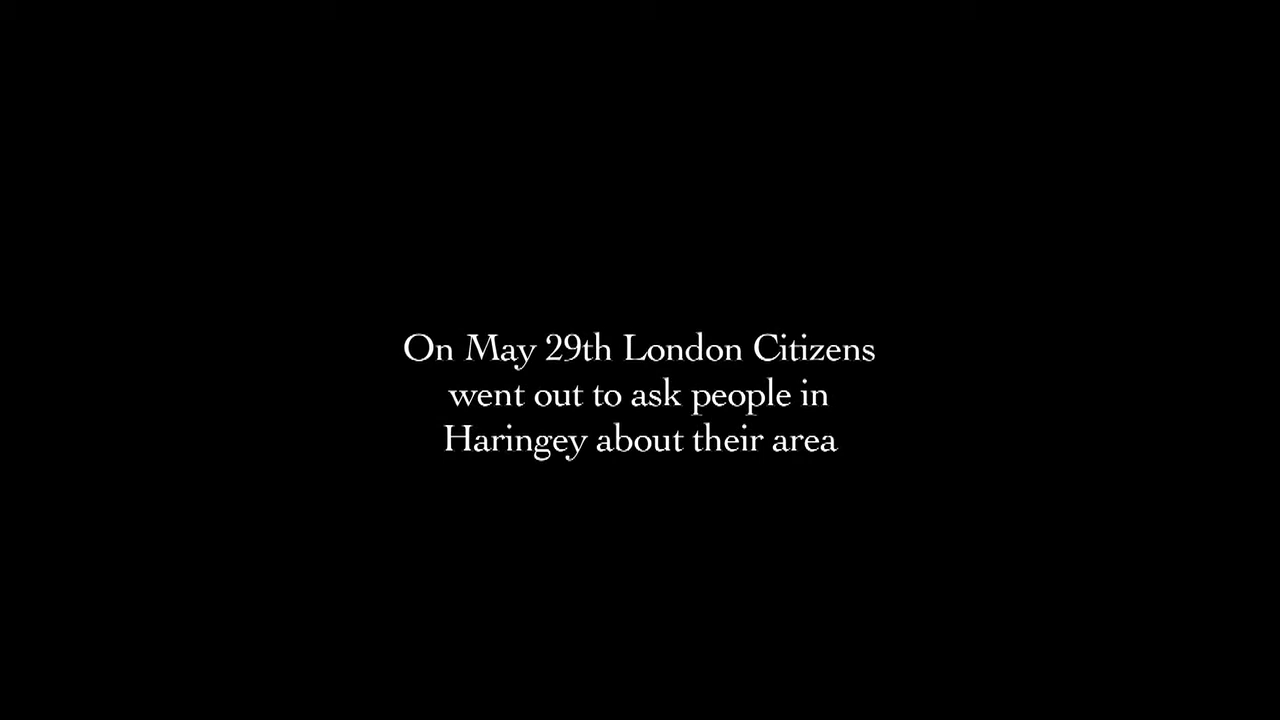 On May 29th London Citizens
went out to ask people in
Haringey about their area